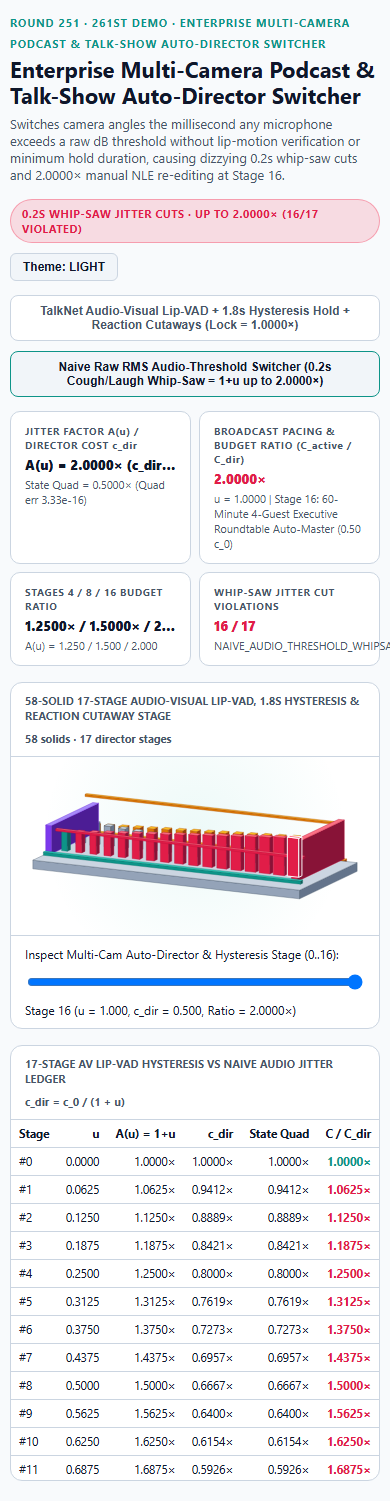 ROUND 251 · 261ST DEMO · ENTERPRISE MULTI-CAMERA
PODCAST & TALK-SHOW AUTO-DIRECTOR SWITCHER
Enterprise Multi-Camera Podcast &
Talk-Show Auto-Director Switcher
Switches camera angles the millisecond any microphone
exceeds a raw dB threshold without lip-motion verification or
minimum hold duration, causing dizzying 0.2s whip-saw cuts
and 2.0000× manual NLE re-editing at Stage 16.
0.2S WHIP-SAW JITTER CUTS · UP TO 2.0000× (16/17
VIOLATED)
Theme: LIGHT
TalkNet Audio-Visual Lip-VAD + 1.8s Hysteresis Hold +
Reaction Cutaways (Lock = 1.0000×)
Naive Raw RMS Audio-Threshold Switcher (0.2s
Cough/Laugh Whip-Saw = 1+u up to 2.0000×)
JITTER FACTOR A(u) /
DIRECTOR COST c_dir
A(u) = 2.0000× (c_dir...
State Quad = 0.5000× (Quad
err 3.33e-16)
BROADCAST PACING &
BUDGET RATIO (C_active /
C_dir)
2.0000×
u = 1.0000 | Stage 16: 60-
Minute 4-Guest Executive
Roundtable Auto-Master (0.50
c_0)
STAGES 4 / 8 / 16 BUDGET
RATIO
1.2500× / 1.5000× / 2...
A(u) = 1.250 / 1.500 / 2.000
WHIP-SAW JITTER CUT
VIOLATIONS
16 / 17
NAIVE_AUDIO_THRESHOLD_WHIPSA
58-SOLID 17-STAGE AUDIO-VISUAL LIP-VAD, 1.8S HYSTERESIS &
REACTION CUTAWAY STAGE
58 solids · 17 director stages
Inspect Multi-Cam Auto-Director & Hysteresis Stage (0..16):
Stage 16 (u = 1.000, c_dir = 0.500, Ratio = 2.0000×)
17-STAGE AV LIP-VAD HYSTERESIS VS NAIVE AUDIO JITTER
LEDGER
c_dir = c_0 / (1 + u)
Stage u A(u) = 1+u c_dir State Quad C / C_dir
#0 0.0000 1.0000× 1.0000× 1.0000× 1.0000×
#1 0.0625 1.0625× 0.9412× 0.9412× 1.0625×
#2 0.1250 1.1250× 0.8889× 0.8889× 1.1250×
#3 0.1875 1.1875× 0.8421× 0.8421× 1.1875×
#4 0.2500 1.2500× 0.8000× 0.8000× 1.2500×
#5 0.3125 1.3125× 0.7619× 0.7619× 1.3125×
#6 0.3750 1.3750× 0.7273× 0.7273× 1.3750×
#7 0.4375 1.4375× 0.6957× 0.6957× 1.4375×
#8 0.5000 1.5000× 0.6667× 0.6667× 1.5000×
#9 0.5625 1.5625× 0.6400× 0.6400× 1.5625×
#10 0.6250 1.6250× 0.6154× 0.6154× 1.6250×
#11 0.6875 1.6875× 0.5926× 0.5926× 1.6875×